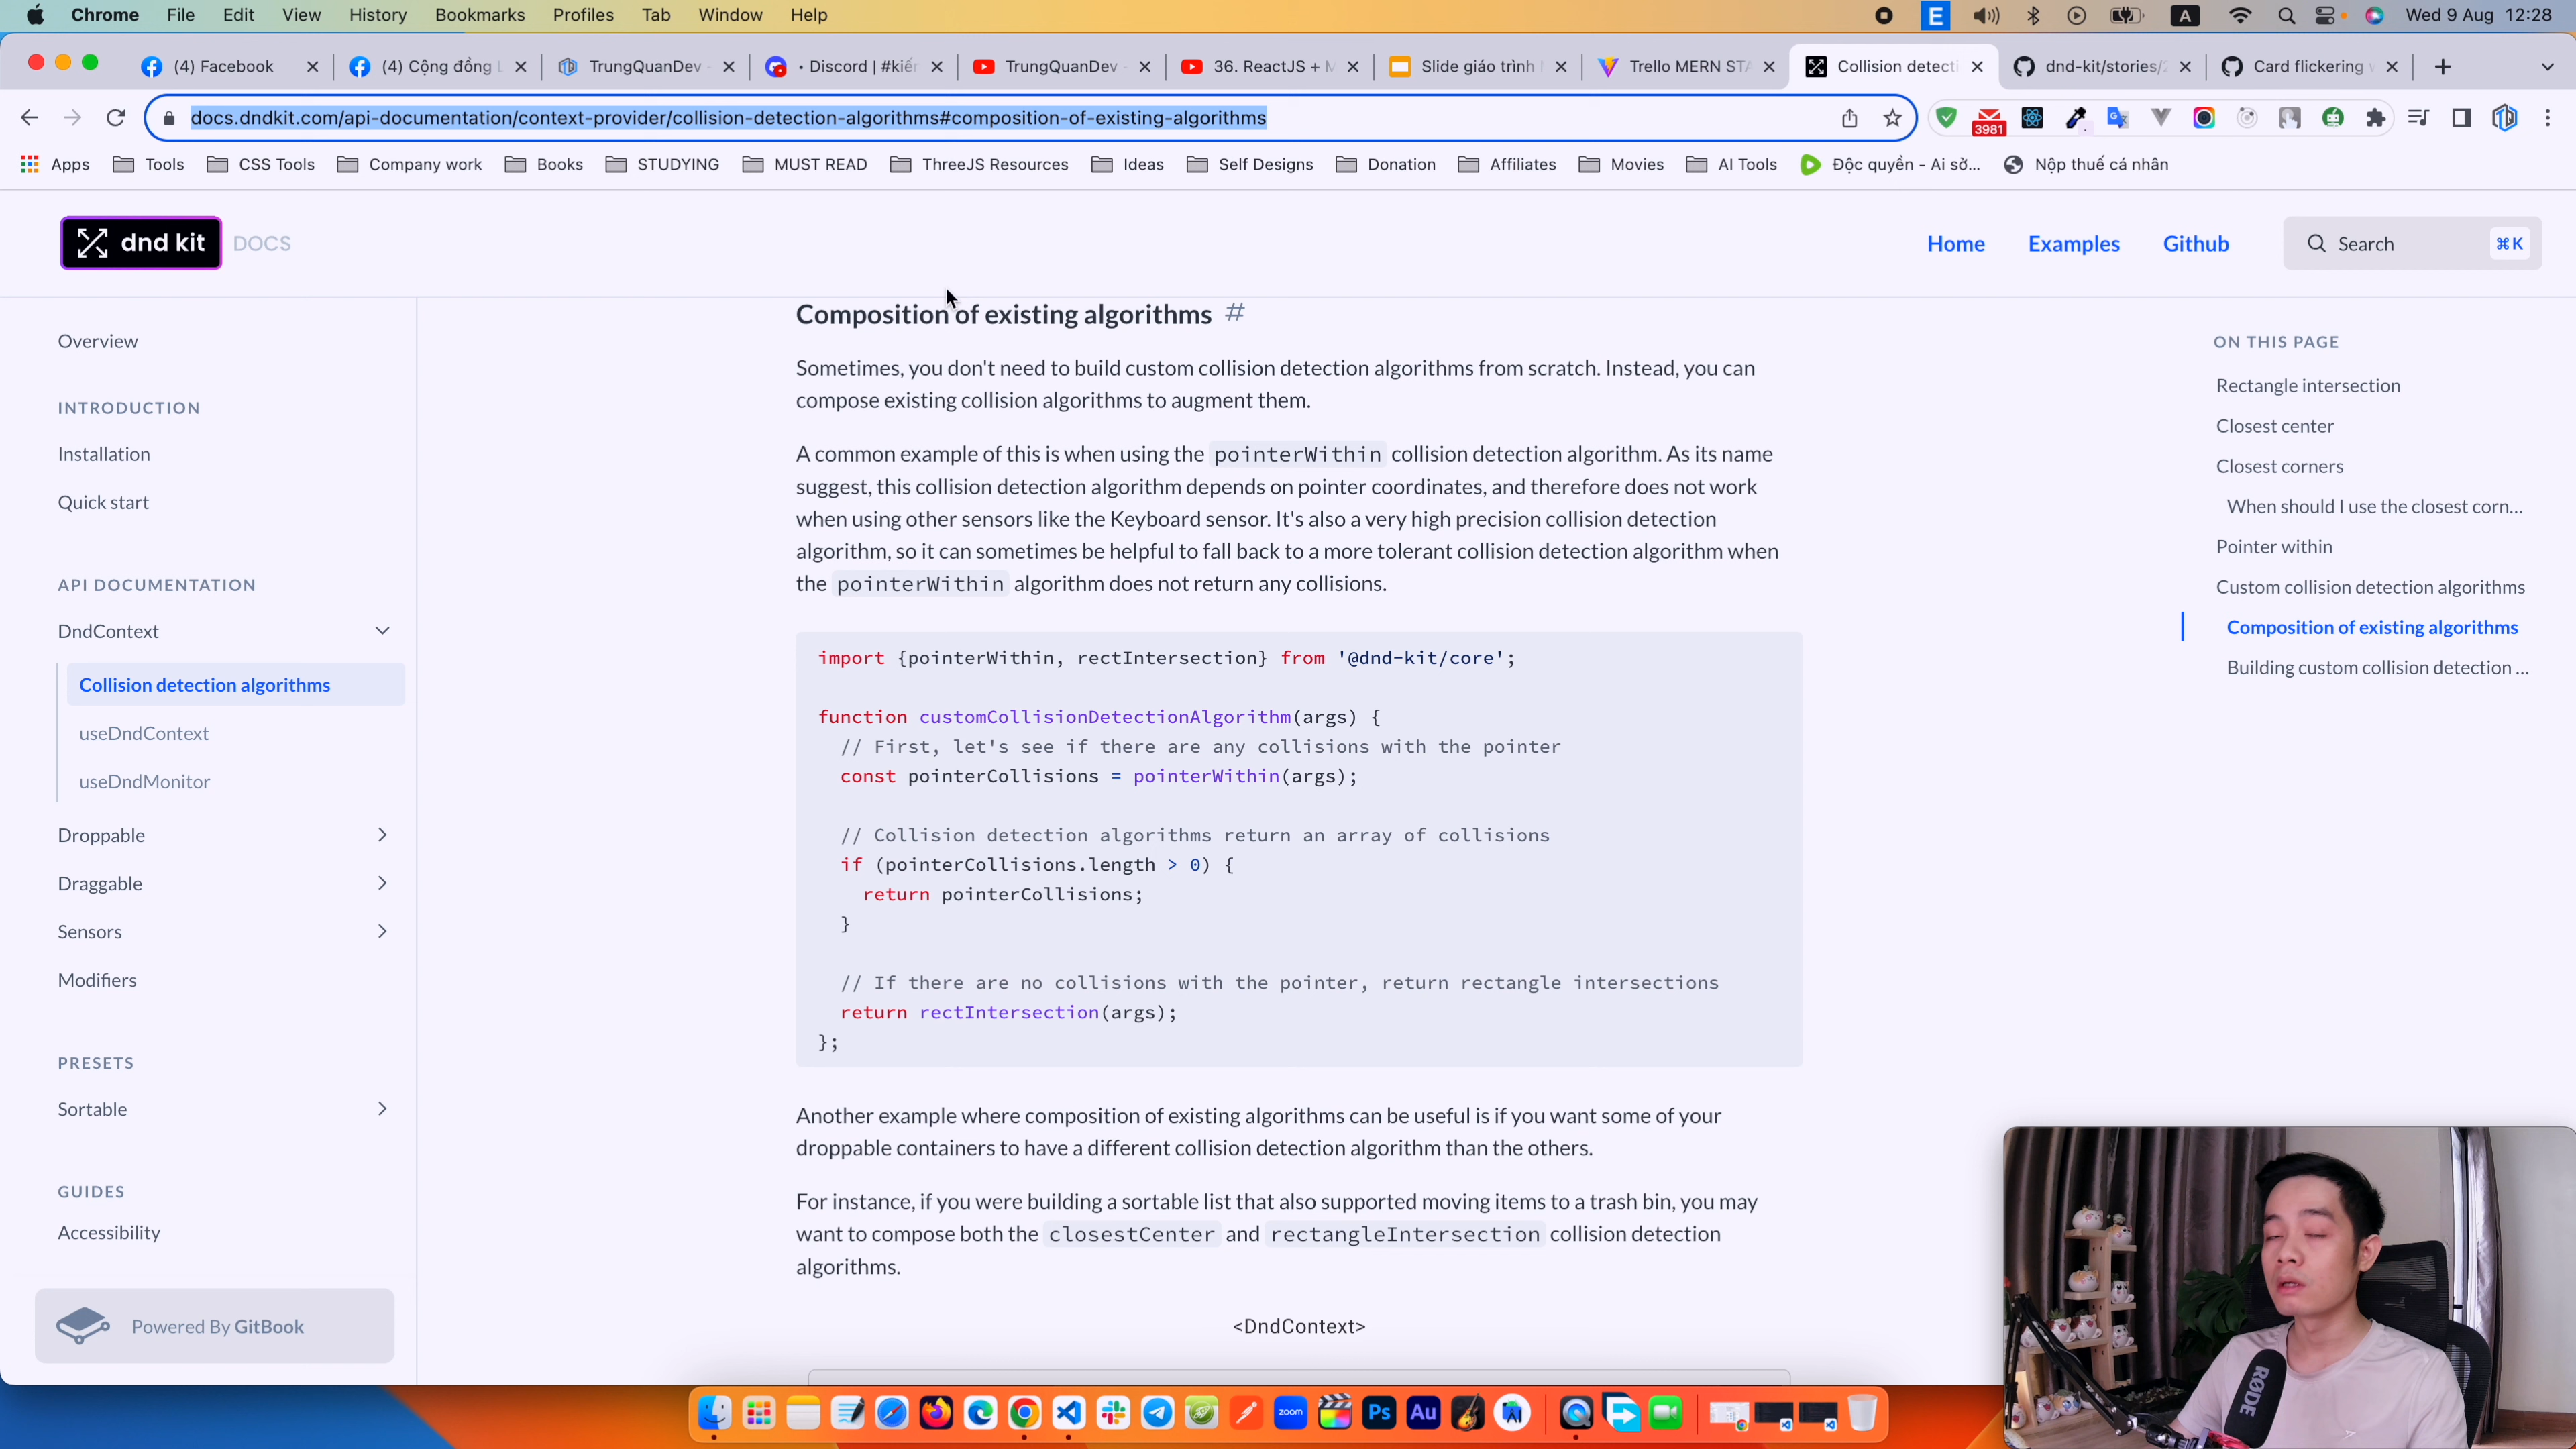 Chrome File Edit View History Bookmarks Profiles Tab Window Help
E A Wed 9 Aug 12:28
(4) Facebook (4) Cộng đồng TrungQuanDev • Discord | #kiến TrungQuanDev 36. ReactJS + M Slide giáo trình Trello MERN STA Collision detecti dnd-kit/stories/ Card flickering
docs.dndkit.com/api-documentation/context-provider/collision-detection-algorithms#composition-of-existing-algorithms
3981
Apps Tools CSS Tools Company work Books STUDYING MUST READ ThreeJS Resources Ideas Self Designs Donation Affiliates Movies AI Tools Độc quyền - Ai sở... Nộp thuế cá nhân
dnd kit DOCS
Home Examples Github Search ⌘K
Overview
INTRODUCTION
Installation
Quick start
API DOCUMENTATION
DndContext
Collision detection algorithms
useDndContext
useDndMonitor
Droppable
Draggable
Sensors
Modifiers
PRESETS
Sortable
GUIDES
Accessibility
Powered By GitBook
Composition of existing algorithms #
Sometimes, you don't need to build custom collision detection algorithms from scratch. Instead, you can
compose existing collision algorithms to augment them.
A common example of this is when using the pointerWithin collision detection algorithm. As its name
suggest, this collision detection algorithm depends on pointer coordinates, and therefore does not work
when using other sensors like the Keyboard sensor. It's also a very high precision collision detection
algorithm, so it can sometimes be helpful to fall back to a more tolerant collision detection algorithm when
the pointerWithin algorithm does not return any collisions.
import {pointerWithin, rectIntersection} from '@dnd-kit/core';
function customCollisionDetectionAlgorithm(args) {
// First, let's see if there are any collisions with the pointer
const pointerCollisions = pointerWithin(args);
// Collision detection algorithms return an array of collisions
if (pointerCollisions.length > 0) {
return pointerCollisions;
}
// If there are no collisions with the pointer, return rectangle intersections
return rectIntersection(args);
};
Another example where composition of existing algorithms can be useful is if you want some of your
droppable containers to have a different collision detection algorithm than the others.
For instance, if you were building a sortable list that also supported moving items to a trash bin, you may
want to compose both the closestCenter and rectangleIntersection collision detection
algorithms.
<DndContext>
ON THIS PAGE
Rectangle intersection
Closest center
Closest corners
When should I use the closest corn...
Pointer within
Custom collision detection algorithms
Composition of existing algorithms
Building custom collision detection ...
zoom Ps Au
RØDE